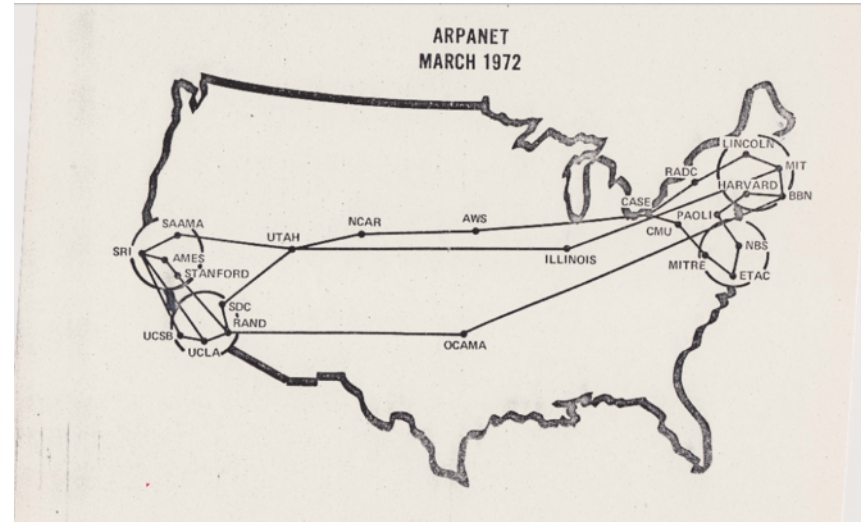 ARPANET
MARCH 1972
LINCOLN
MIT
RADC
HARVARD
BBN
CASE
PAOLI
CMU
NBS
MITRE
ETAC
SAAMA
NCAR
AWS
UTAH
SRI
AMES
STANFORD
ILLINOIS
SDC
RAND
UCSB
UCLA
OCAMA